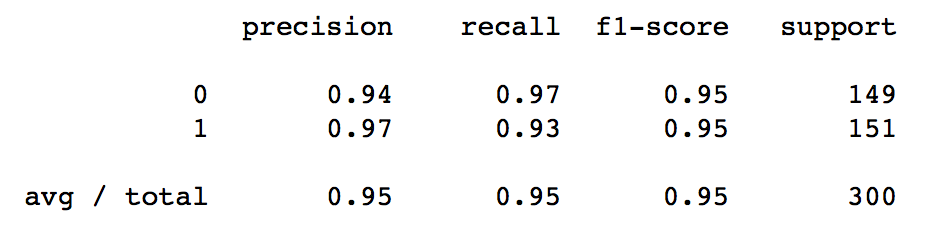 precision recall f1-score support
0 0.94 0.97 0.95 149
1 0.97 0.93 0.95 151
avg / total 0.95 0.95 0.95 300